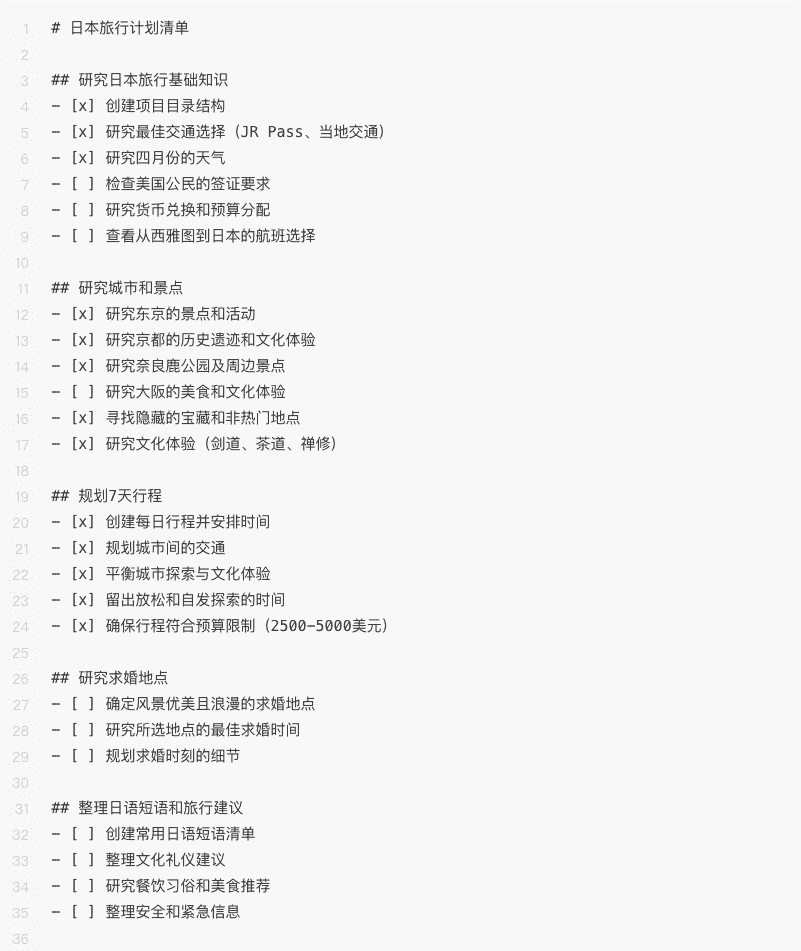 1 # 日本旅行计划清单
2
3 ## 研究日本旅行基础知识
4 - [x] 创建项目目录结构
5 - [x] 研究最佳交通选择（JR Pass、当地交通）
6 - [x] 研究四月份的天气
7 - [ ] 检查美国公民的签证要求
8 - [ ] 研究货币兑换和预算分配
9 - [ ] 查看从西雅图到日本的航班选择
10
11 ## 研究城市和景点
12 - [x] 研究东京的景点和活动
13 - [x] 研究京都的历史遗迹和文化体验
14 - [x] 研究奈良鹿公园及周边景点
15 - [ ] 研究大阪的美食和文化体验
16 - [x] 寻找隐藏的宝藏和非热门地点
17 - [x] 研究文化体验（剑道、茶道、禅修）
18
19 ## 规划7天行程
20 - [x] 创建每日行程并安排时间
21 - [x] 规划城市间的交通
22 - [x] 平衡城市探索与文化体验
23 - [x] 留出放松和自发探索的时间
24 - [x] 确保行程符合预算限制（2500-5000美元）
25
26 ## 研究求婚地点
27 - [ ] 确定风景优美且浪漫的求婚地点
28 - [ ] 研究所选地点的最佳求婚时间
29 - [ ] 规划求婚时刻的细节
30
31 ## 整理日语短语和旅行建议
32 - [ ] 创建常用日语短语清单
33 - [ ] 整理文化礼仪建议
34 - [ ] 研究餐饮习俗和美食推荐
35 - [ ] 整理安全和紧急信息
36